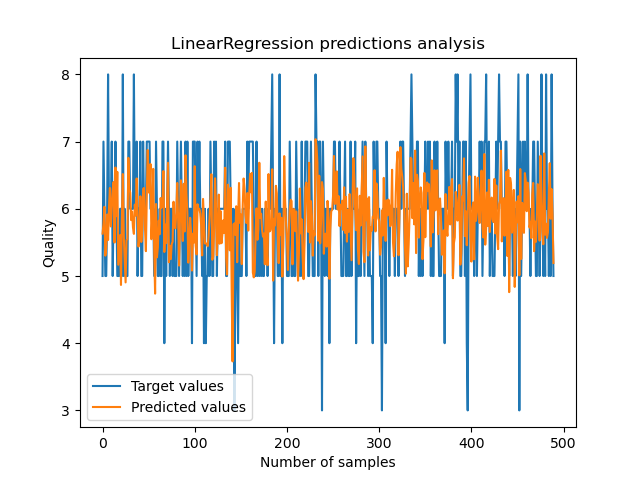 LinearRegression predictions analysis
8
7
6
5
4
3
Quality
Target values
Predicted values
0 100 200 300 400 500
Number of samples